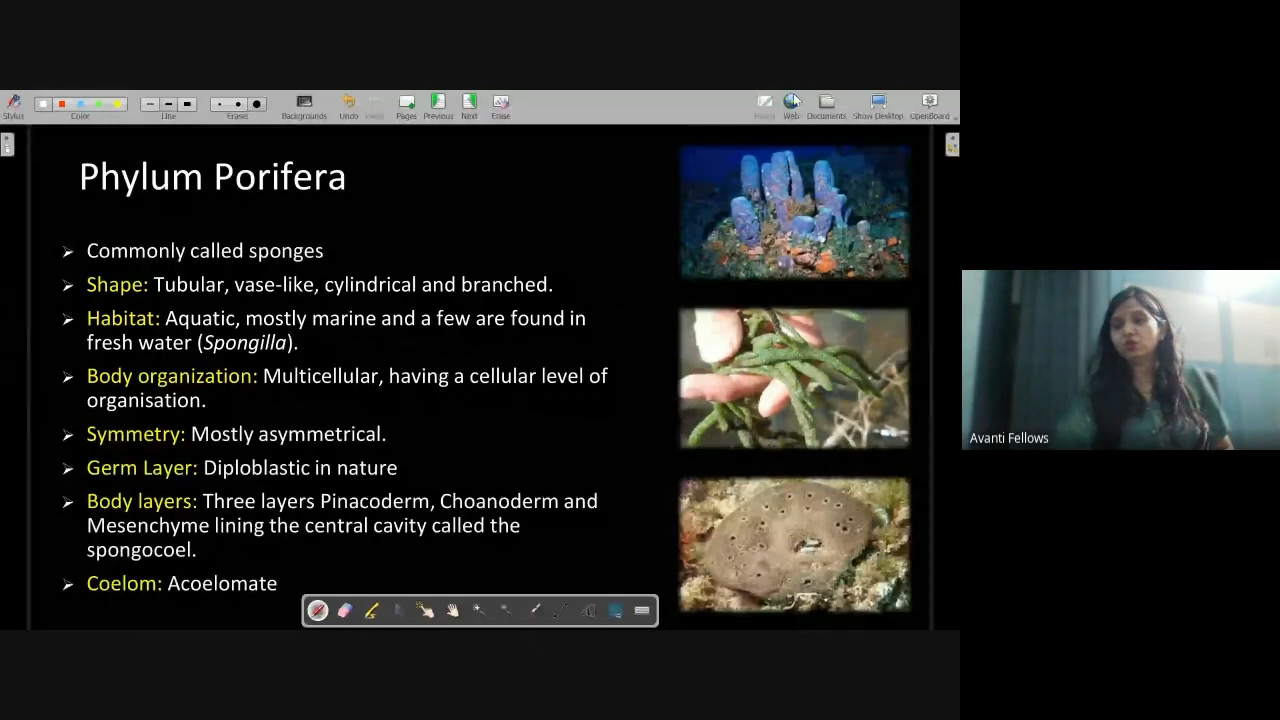 Stylus
Color
Line
Eraser
Backgrounds
Undo
Pages
Previous
Next
Erase
Web
Documents
Show Desktop
OpenBoard
Phylum Porifera
➢ Commonly called sponges
➢ Shape: Tubular, vase-like, cylindrical and branched.
➢ Habitat: Aquatic, mostly marine and a few are found in
fresh water (Spongilla).
➢ Body organization: Multicellular, having a cellular level of
organisation.
➢ Symmetry: Mostly asymmetrical.
➢ Germ Layer: Diploblastic in nature
➢ Body layers: Three layers Pinacoderm, Choanoderm and
Mesenchyme lining the central cavity called the
spongocoel.
➢ Coelom: Acoelomate
Avanti Fellows